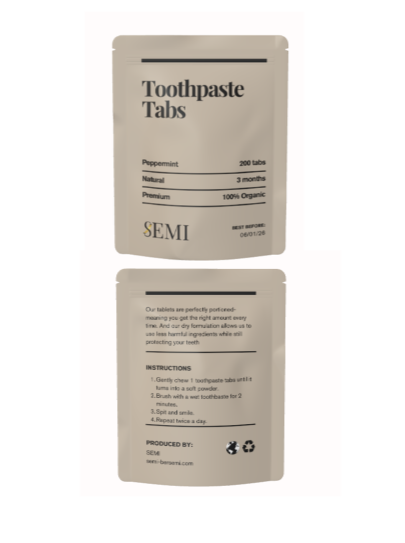 Toothpaste
Tabs
Peppermint 200 tabs
Natural 3 months
Premium 100% Organic
SEMI
BEST BEFORE:
08/01/26
Our tablets are perfectly portioned-
meaning you get the right amount every
time. And our dry formulation allows us to
use less harmful ingredients while still
protecting your teeth
INSTRUCTIONS
1. Gently chew 1 toothpaste tabs until it
turns into a soft powder.
2. Brush with a wet toothbaste for 2
minutes.
3. Spit and smile.
4. Repeat twice a day.
PRODUCED BY:
SEMI